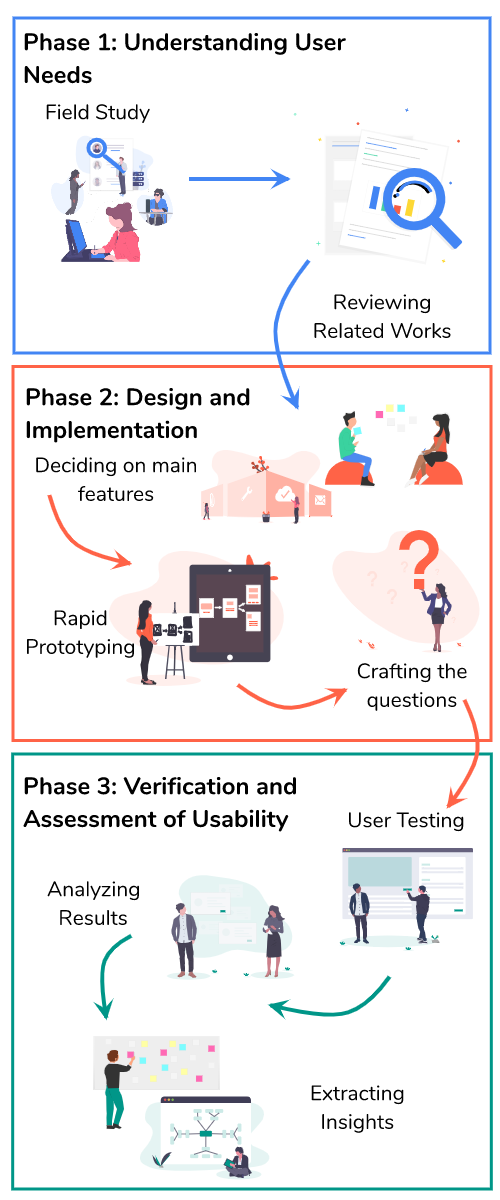 Phase 1: Understanding User
Needs
Field Study
Reviewing
Related Works
Phase 2: Design and
Implementation
Deciding on main
features
Rapid
Prototyping
?
? ?
? ?
Crafting the
questions
Phase 3: Verification and
Assessment of Usability
User Testing
Analyzing
Results
Extracting
Insights